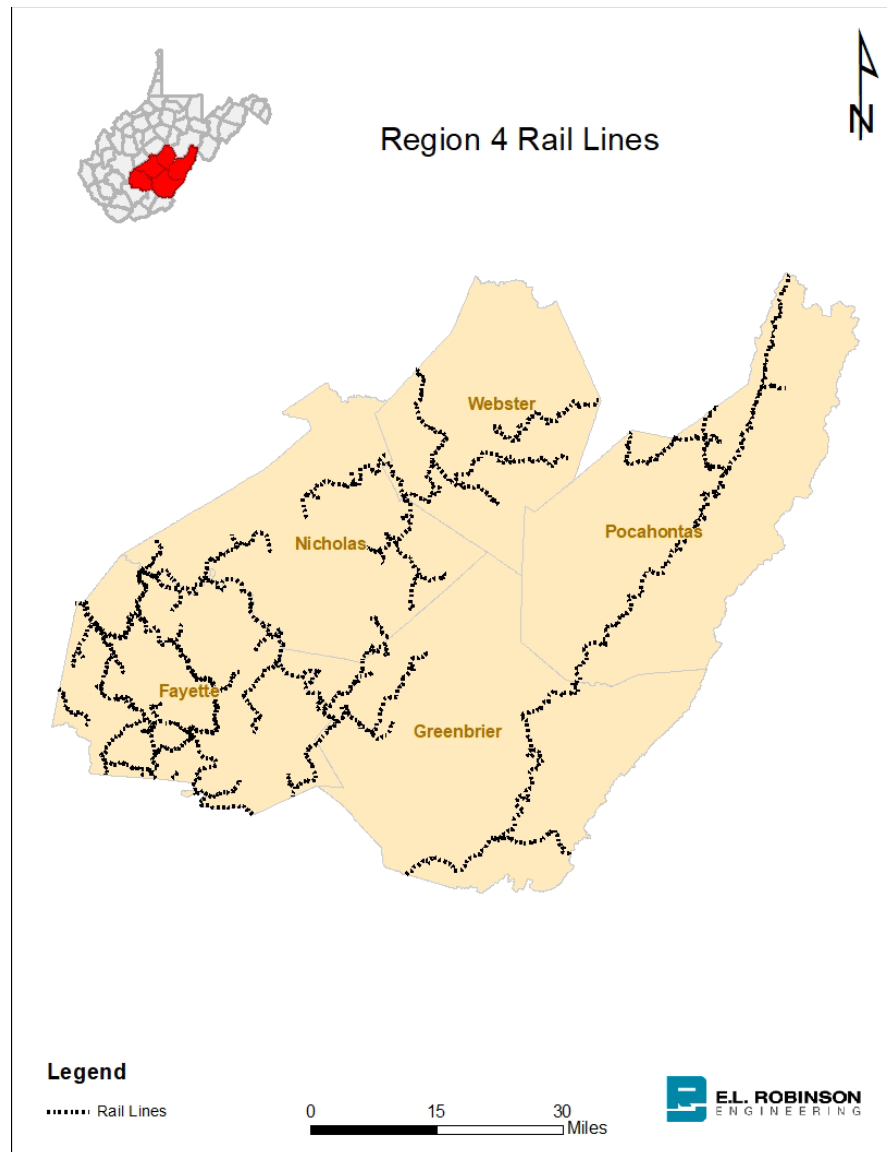 N
Region 4 Rail Lines
Webster
Pocahontas
Nicholas
Fayette
Greenbrier
Legend
Rail Lines
0 15 30
Miles
E.L. ROBINSON
ENGINEERING